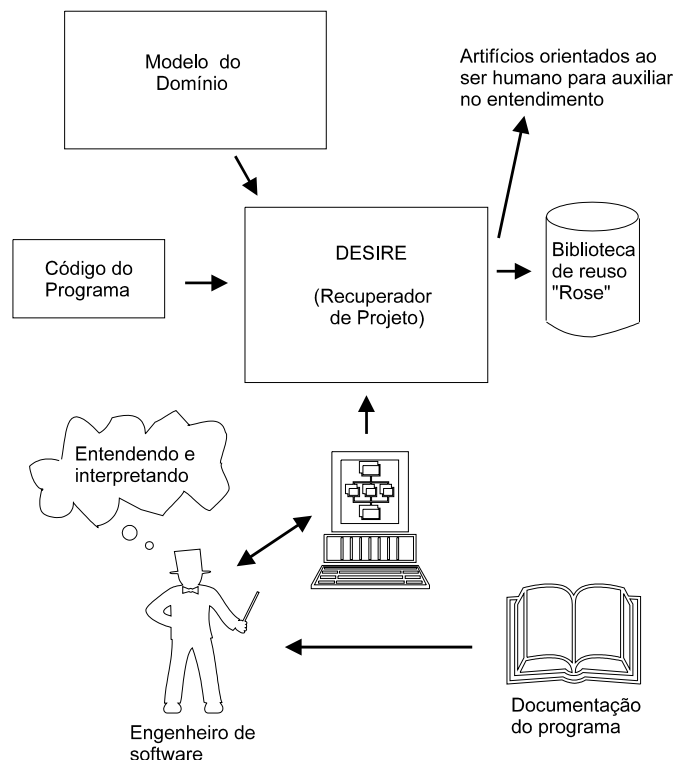 Modelo do
Domínio
Artifícios orientados ao
ser humano para auxiliar
no entendimento
Código do
Programa
DESIRE
(Recuperador
de Projeto)
Biblioteca
de reuso
"Rose"
Entendendo e
interpretando
Engenheiro de
software
Documentação
do programa